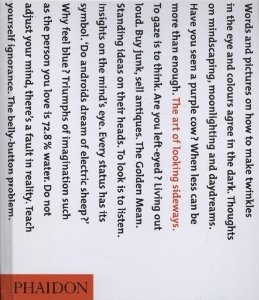 Words and pictures on how to make twinkles
in the eye and colours agree in the dark. Thoughts
on mindscaping, moonlighting and daydreams.
Have you seen a purple cow? When less can be
more than enough. The art of looking sideways.
To gaze is to think. Are you left-eyed? Living out
loud. Buy junk, sell antiques. The Golden Mean.
Standing ideas on their heads. To look is to listen.
Insights on the mind's eye. Every status has its
symbol. 'Do androids dream of electric sheep?'
Why feel blue? Triumphs of imagination such
as the person you love is 72.8% water. Do not
adjust your mind, there's a fault in reality. Teach
yourself ignorance. The belly-button problem.
PHAIDON